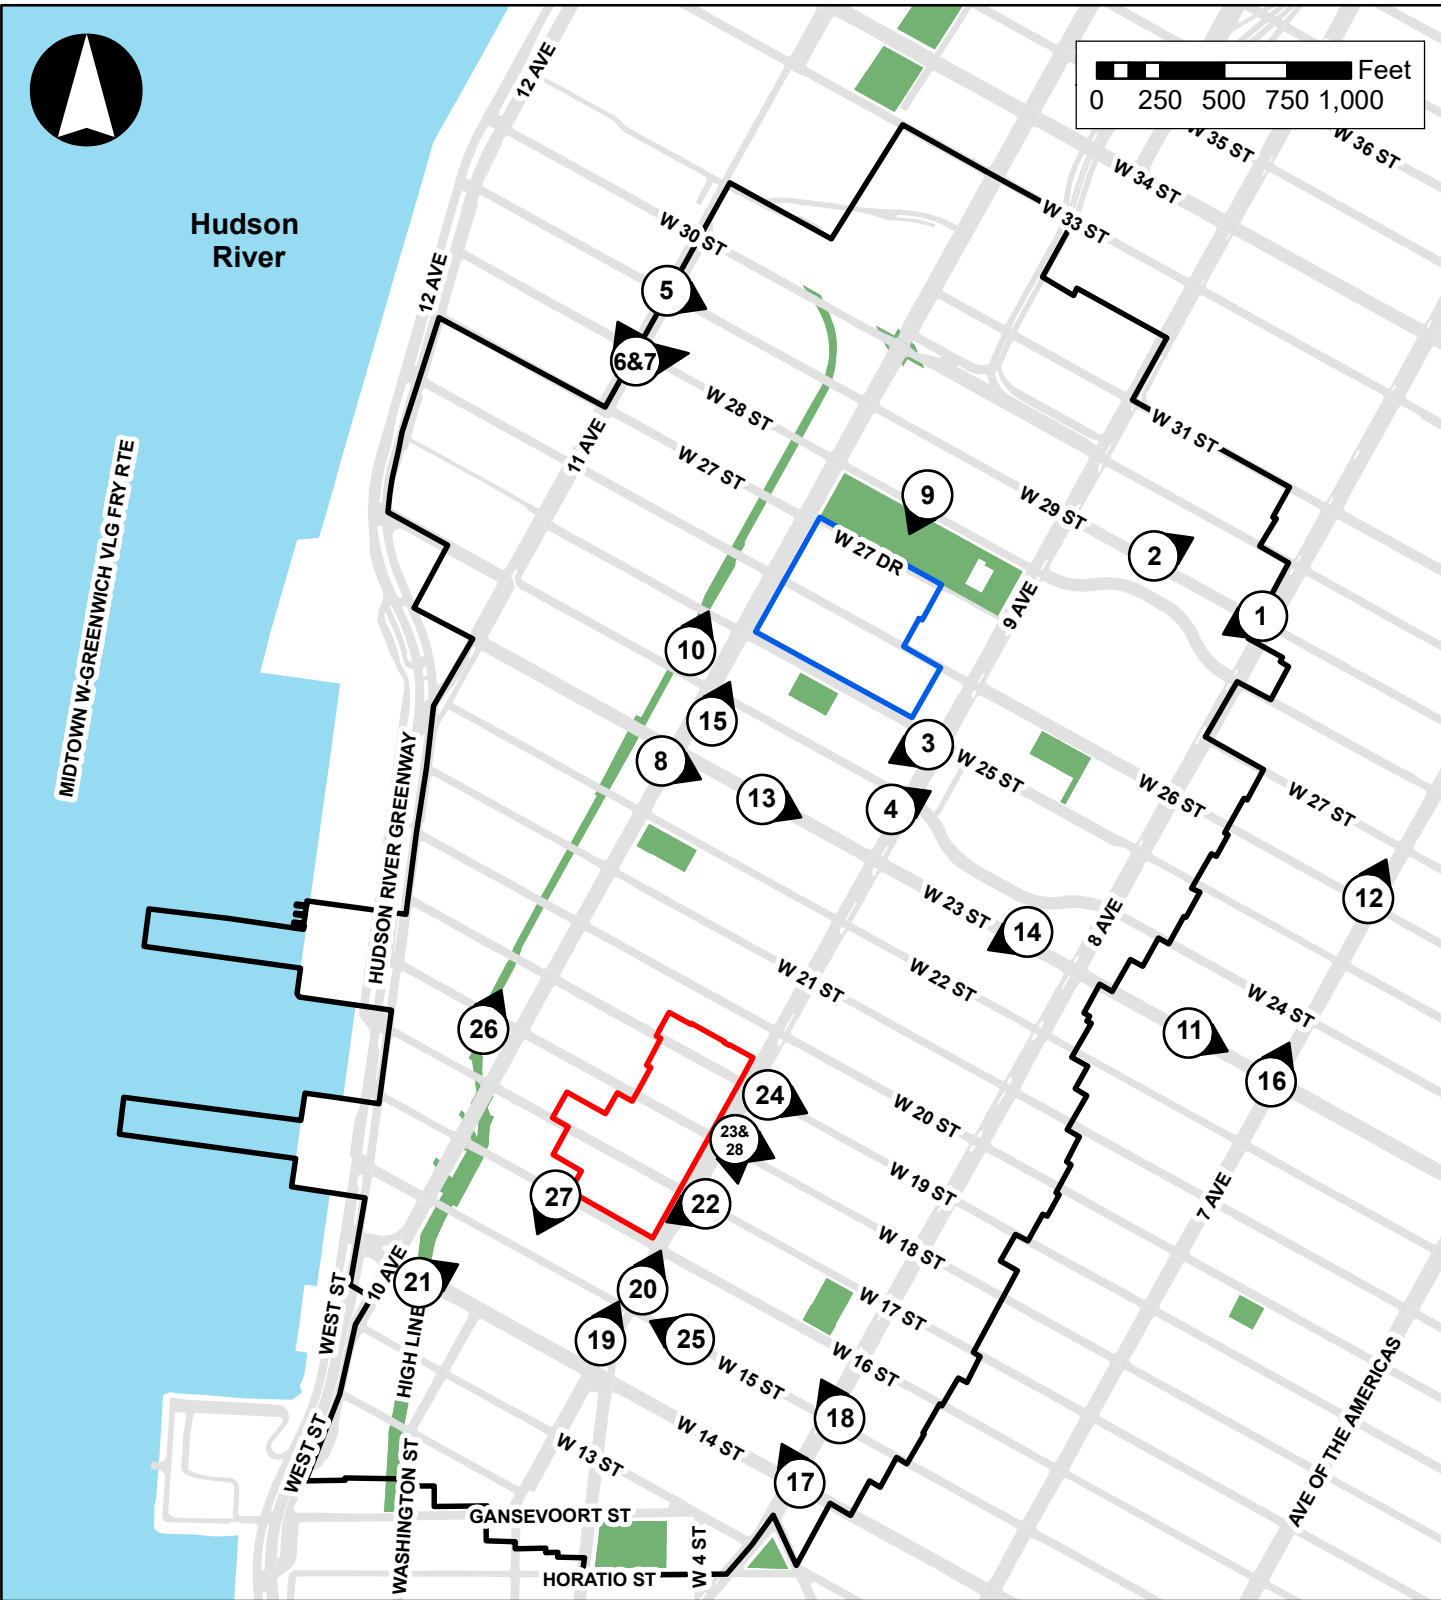 12 AVE
Feet
0 250 500 750 1,000
W 35 ST
W 36 ST
W 34 ST
Hudson
River
W 30 ST
W 33 ST
12 AVE
5
6&7
W 28 ST
W 31 ST
11 AVE
W 27 ST
MIDTOWN W-GREENWICH VLG FRY RTE
9
W 29 ST
2
W 27 DR
9 AVE
1
10
15
3
8
W 25 ST
W 26 ST
W 27 ST
13
4
HUDSON RIVER GREENWAY
12
W 23 ST
14
8 AVE
W 21 ST
W 22 ST
W 24 ST
26
11
16
24
W 20 ST
23&
28
27
22
W 19 ST
7 AVE
W 18 ST
10 AVE
21
20
WEST ST
W 17 ST
19
25
HIGH LINE
W 16 ST
W 15 ST
AVE OF THE AMERICAS
18
W 14 ST
WEST ST
W 13 ST
17
GANSEVOORT ST
WASHINGTON ST
W 4 ST
HORATIO ST